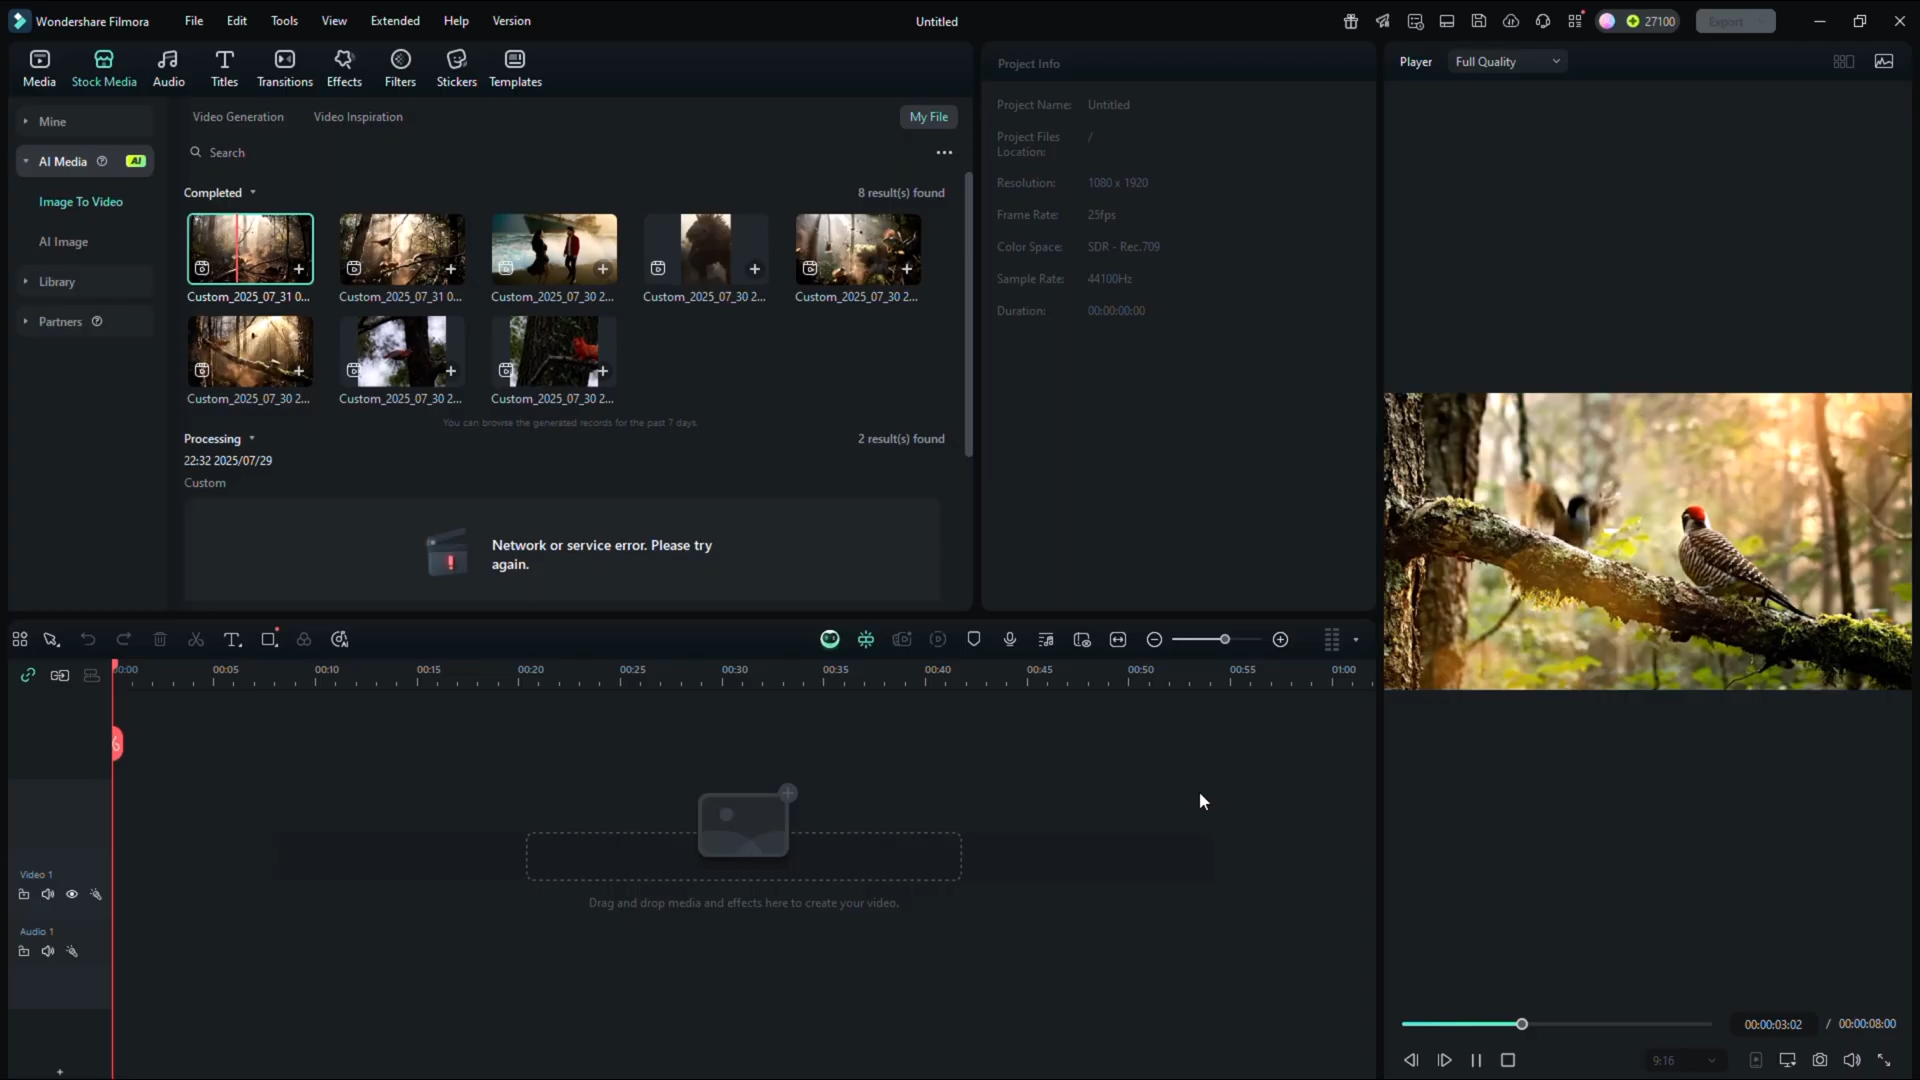 Wondershare Filmora File Edit Tools View Extended Help Version Untitled 27100 Export
Media Stock Media Audio Titles Transitions Effects Filters Stickers Templates
Mine
AI Media AI
Image To Video
AI Image
Library
Partners
Video Generation Video Inspiration My File
Search
Completed 8 result(s) found
Custom_2025_07_31 0... Custom_2025_07_31 0... Custom_2025_07_30 2... Custom_2025_07_30 2... Custom_2025_07_30 2...
Custom_2025_07_30 2... Custom_2025_07_30 2... Custom_2025_07_30 2...
You can browse the generated records for the past 7 days.
Processing 2 result(s) found
22:32 2025/07/29
Custom
Network or service error. Please try
again.
Project Info
Project Name: Untitled
Project Files
Location: /
Resolution: 1080 x 1920
Frame Rate: 25fps
Color Space: SDR - Rec.709
Sample Rate: 44100Hz
Duration: 00:00:00:00
Player Full Quality
00:00:03:02 / 00:00:08:00
9:16
00:00 00:05 00:10 00:15 00:20 00:25 00:30 00:35 00:40 00:45 00:50 00:55 01:00
Drag and drop media and effects here to create your video.
Video 1
Audio 1